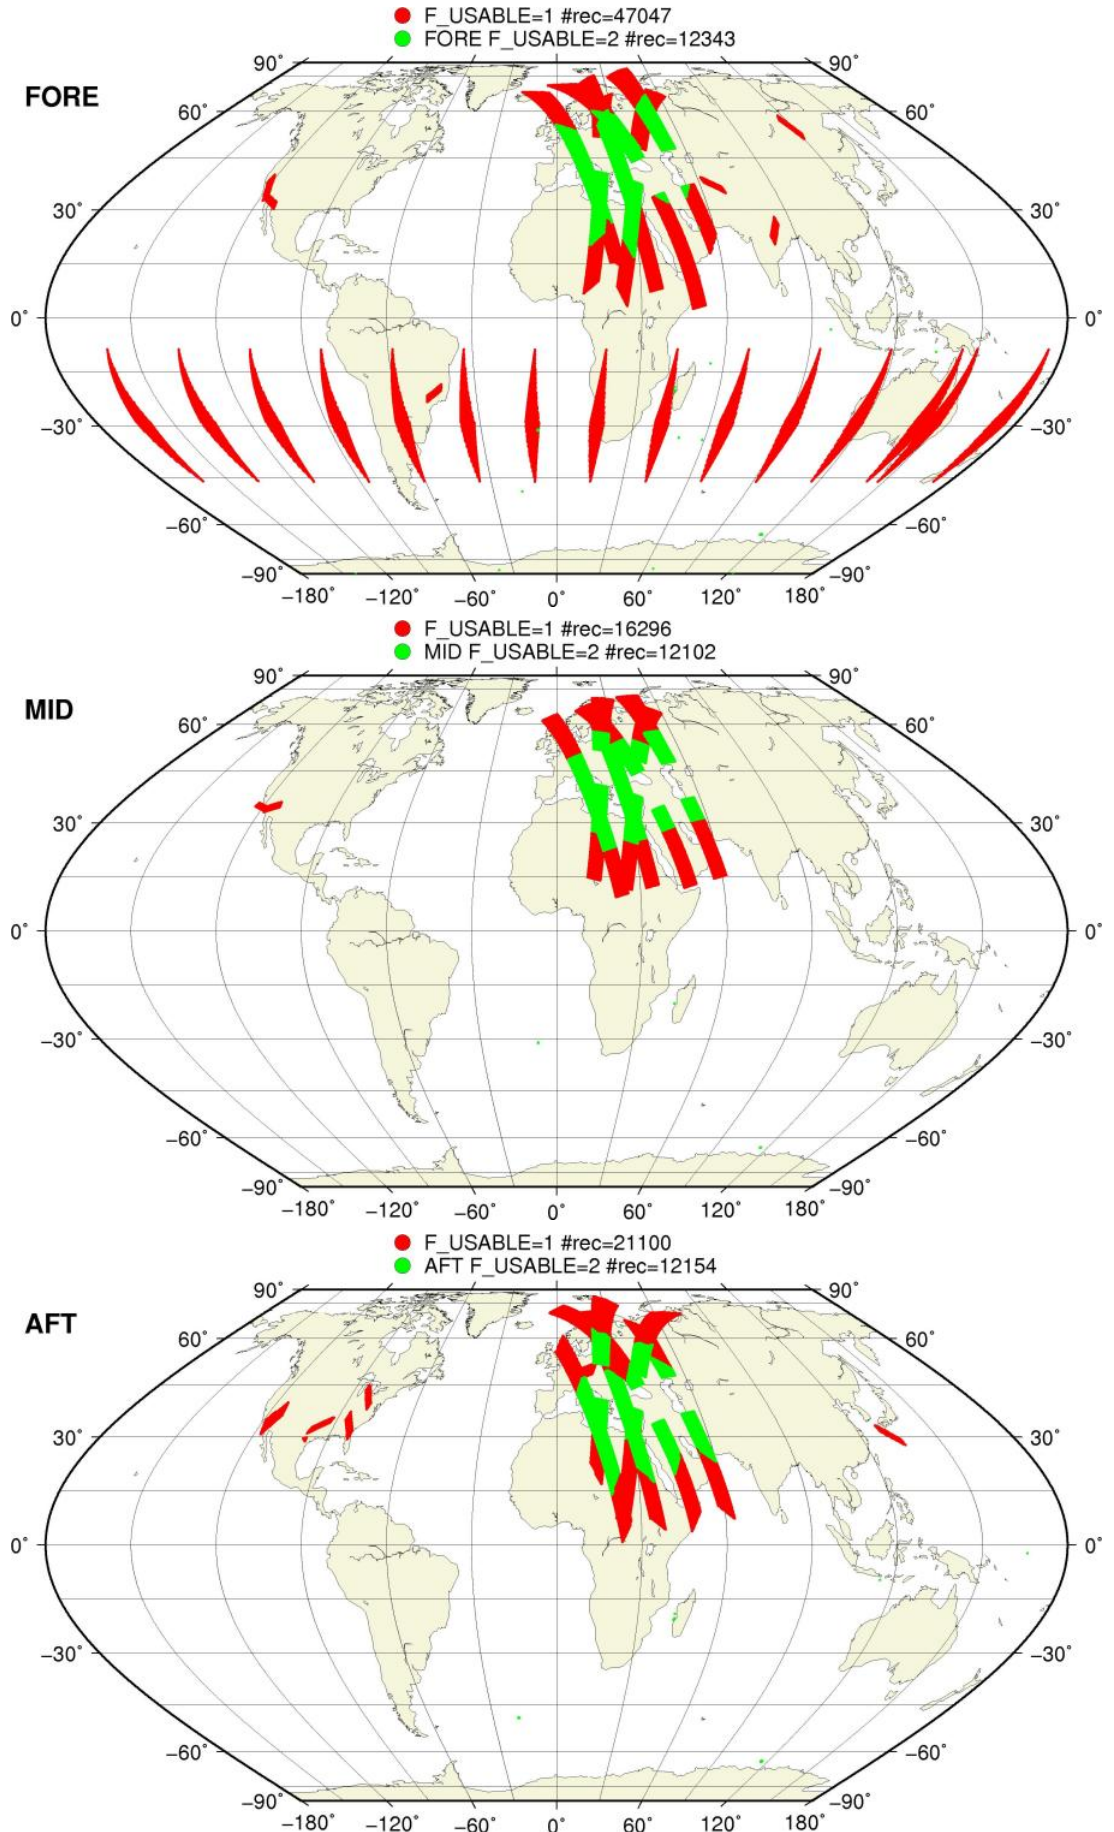 F_USABLE=1 #rec=47047
FORE F_USABLE=2 #rec=12343
FORE
90° 90°
60° 60°
30° 30°
0° 0°
−30° −30°
−60° −60°
−90° −90°
−180° −120° −60° 0° 60° 120° 180°
F_USABLE=1 #rec=16296
MID F_USABLE=2 #rec=12102
MID
90° 90°
60° 60°
30° 30°
0° 0°
−30° −30°
−60° −60°
−90° −90°
−180° −120° −60° 0° 60° 120° 180°
F_USABLE=1 #rec=21100
AFT F_USABLE=2 #rec=12154
AFT
90° 90°
60° 60°
30° 30°
0° 0°
−30° −30°
−60° −60°
−90° −90°
−180° −120° −60° 0° 60° 120° 180°